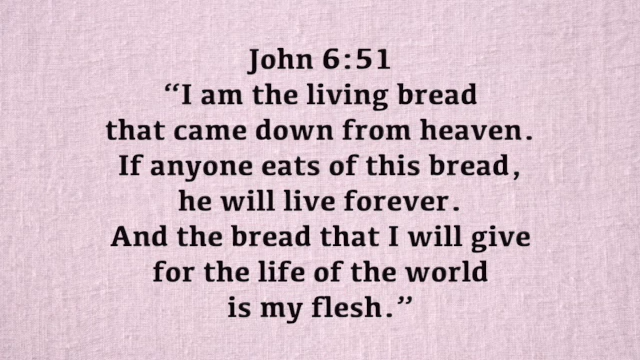 John 6:51
“I am the living bread
that came down from heaven.
If anyone eats of this bread,
he will live forever.
And the bread that I will give
for the life of the world
is my flesh.”